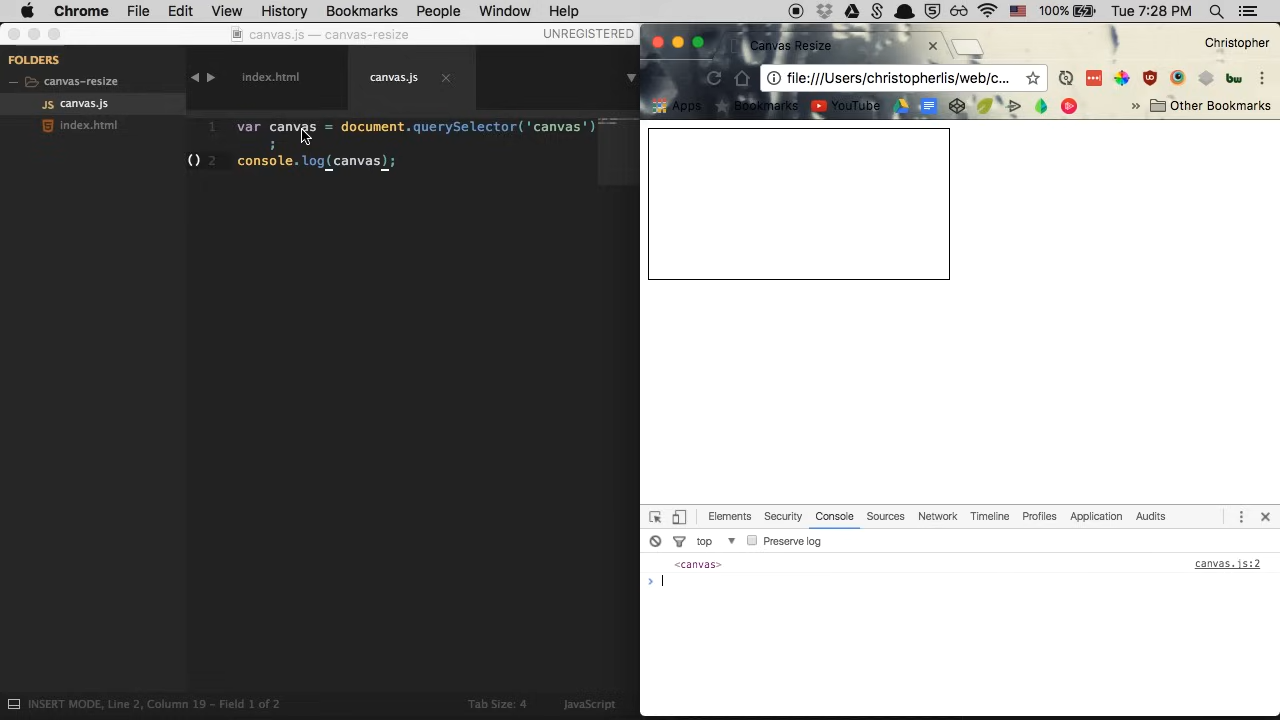 Chrome File Edit View History Bookmarks People Window Help 100% Tue 7:28 PM
canvas.js — canvas-resize UNREGISTERED
FOLDERS
canvas-resize
canvas.js
index.html
index.html canvas.js
1 var canvas = document.querySelector('canvas')
;
() 2 console.log(canvas);
INSERT MODE, Line 2, Column 19 – Field 1 of 2 Tab Size: 4 JavaScript
Canvas Resize Christopher
file:///Users/christopherlis/web/c...
Apps Bookmarks YouTube » Other Bookmarks
Elements Security Console Sources Network Timeline Profiles Application Audits
top Preserve log
<canvas> canvas.js:2